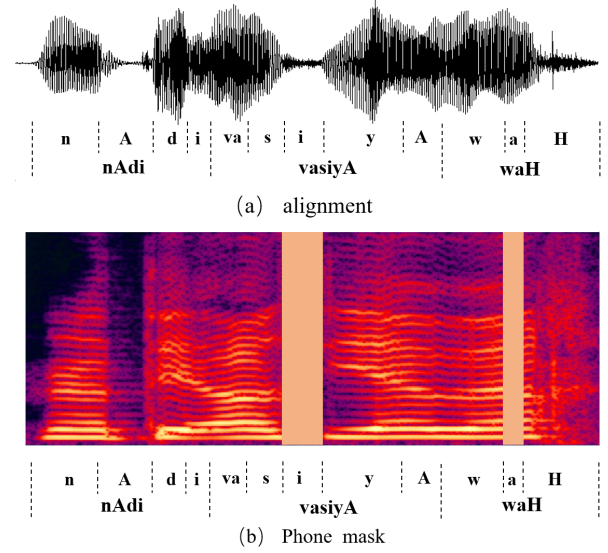 n A d i va s i y A w a H
nAdi vasiyA waH
(a) alignment
n A d i va s i y A w a H
nAdi vasiyA waH
(b) Phone mask